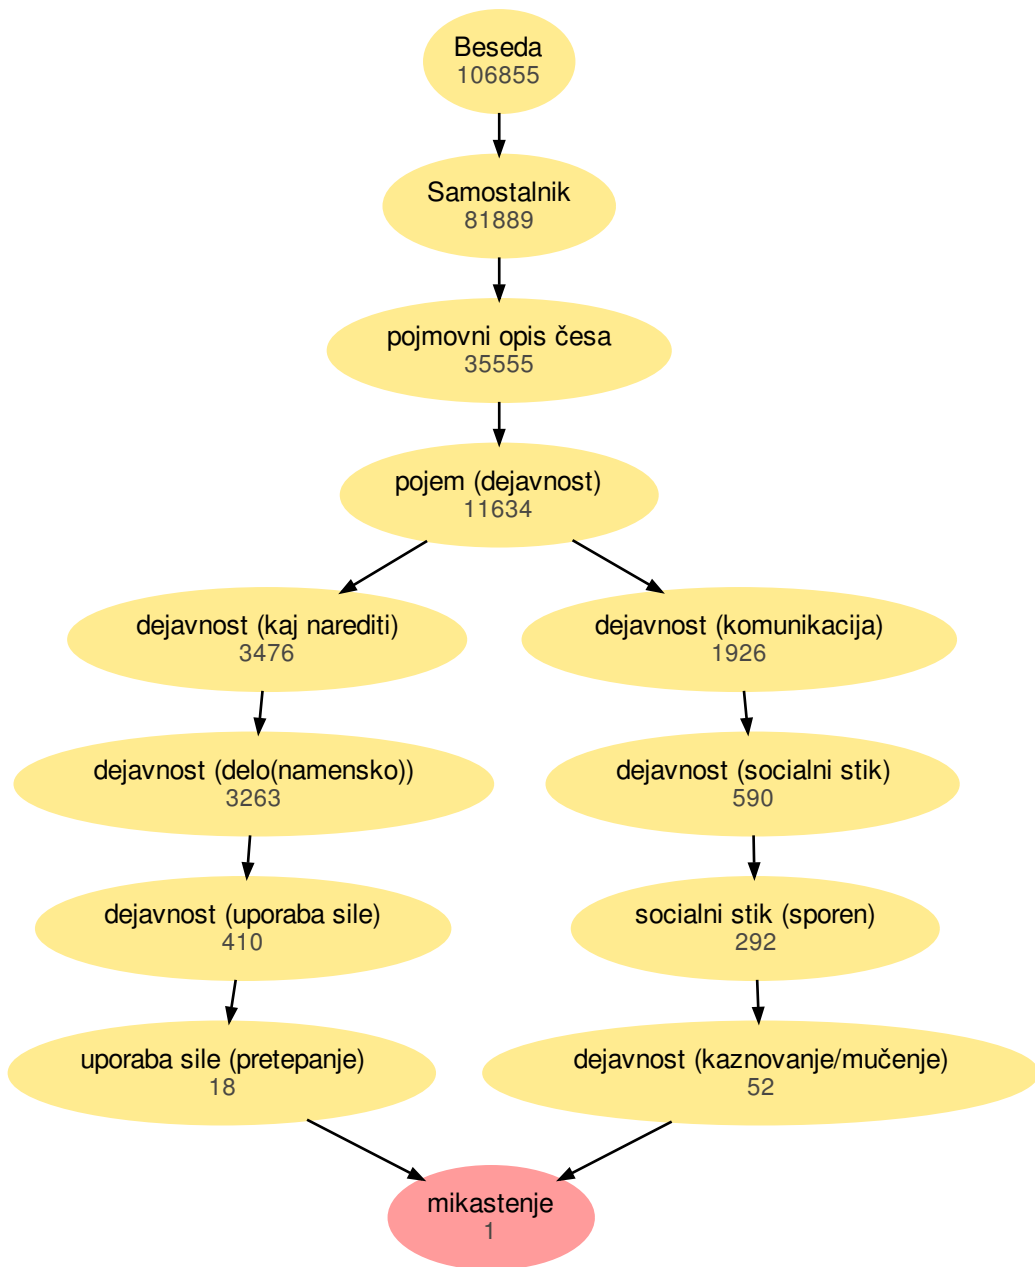 Beseda
106855
Samostalnik
81889
pojmovni opis česa
35555
pojem (dejavnost)
11634
dejavnost (kaj narediti)
3476
dejavnost (komunikacija)
1926
dejavnost (delo(namensko))
3263
dejavnost (socialni stik)
590
dejavnost (uporaba sile)
410
socialni stik (sporen)
292
uporaba sile (pretepanje)
18
dejavnost (kaznovanje/mučenje)
52
mikastenje
1